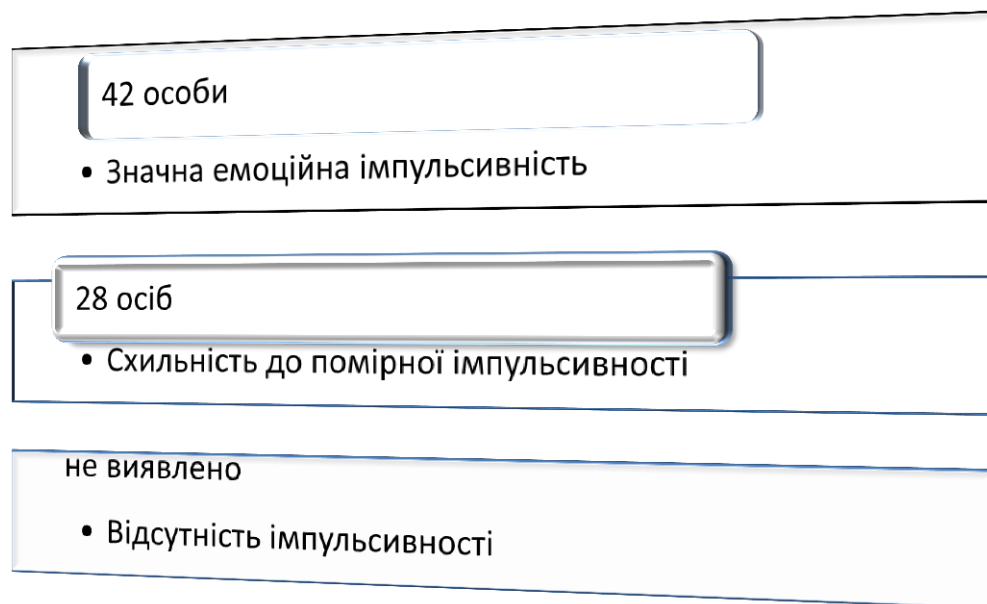 42 особи
• Значна емоційна імпульсивність
28 осіб
• Схильність до помірної імпульсивності
не виявлено
• Відсутність імпульсивності